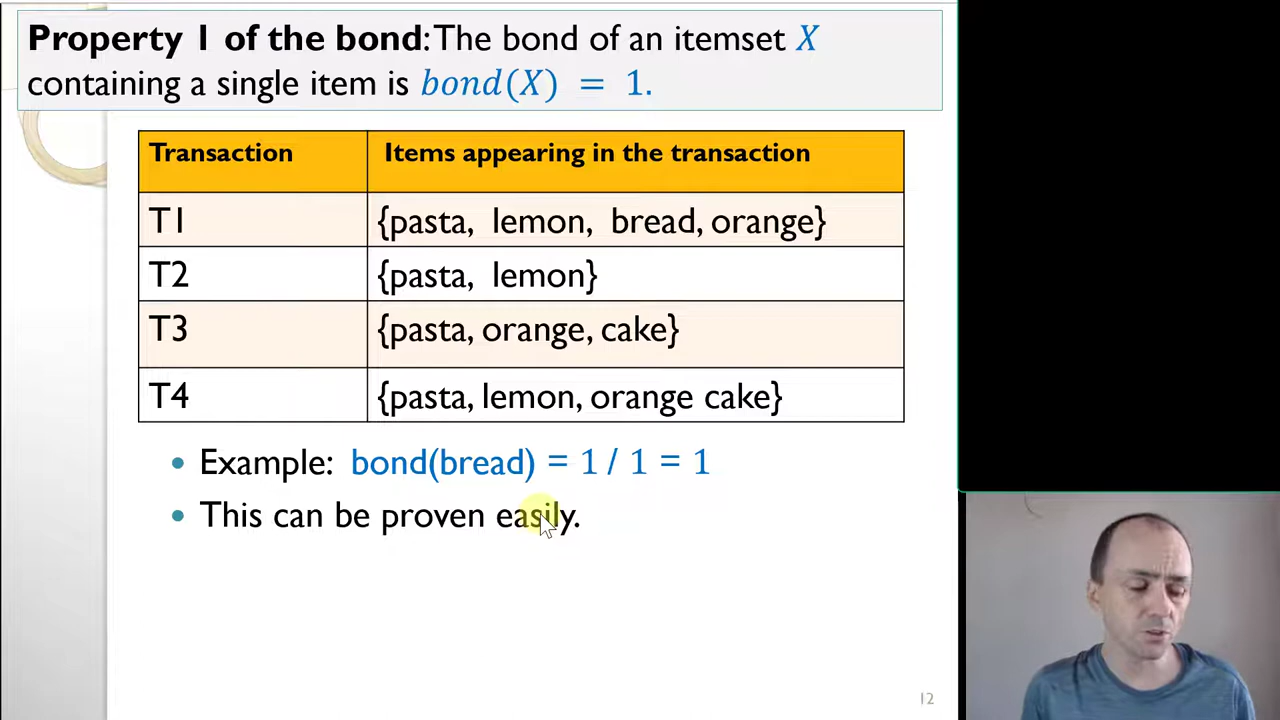 Property 1 of the bond: The bond of an itemset X
containing a single item is bond(X) = 1.
Transaction Items appearing in the transaction
T1 {pasta, lemon, bread, orange}
T2 {pasta, lemon}
T3 {pasta, orange, cake}
T4 {pasta, lemon, orange cake}
• Example: bond(bread) = 1 / 1 = 1
• This can be proven easily.
12